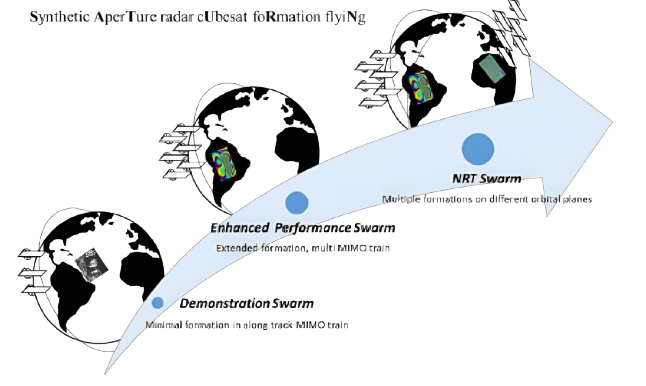 Synthetic AperTure radar cUbesat foRmation flyiNg
NRT Swarm
Multiple formations on different orbital planes
Enhanced Performance Swarm
Extended formation, multi MIMO train
Demonstration Swarm
Minimal formation in along track MIMO train